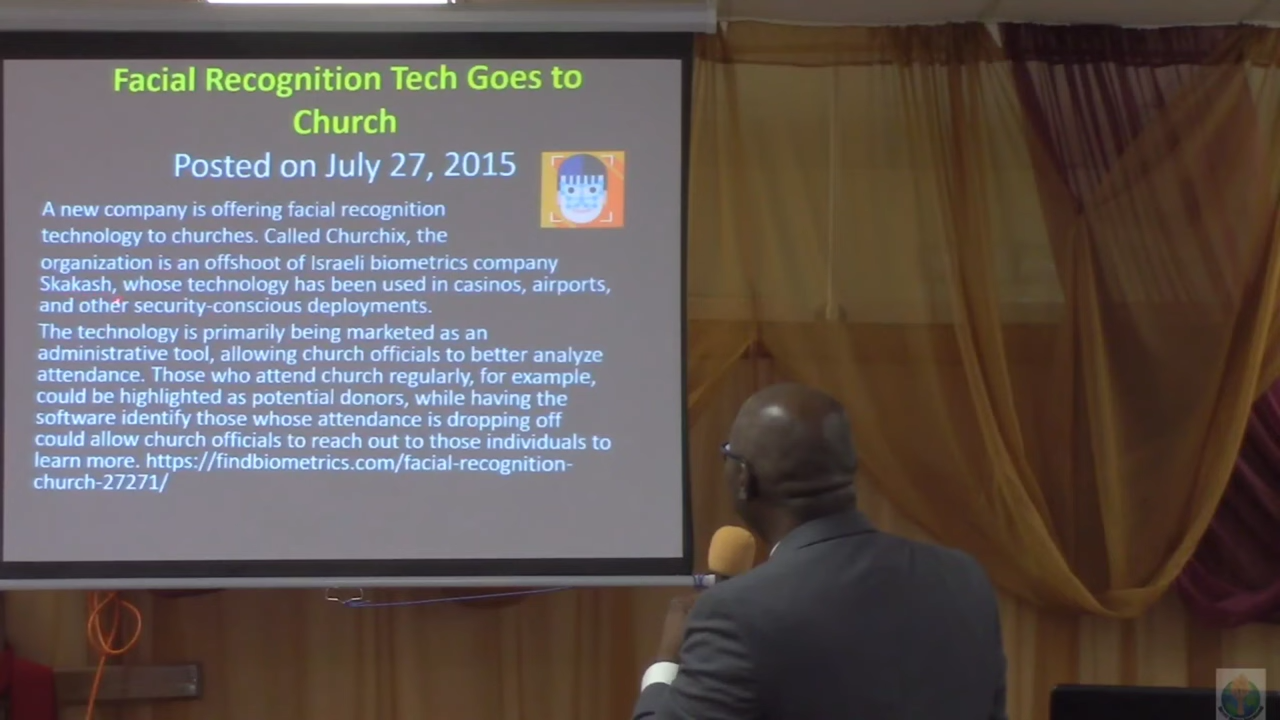 Facial Recognition Tech Goes to
Church
Posted on July 27, 2015
A new company is offering facial recognition
technology to churches. Called Churchix, the
organization is an offshoot of Israeli biometrics company
Skakash, whose technology has been used in casinos, airports,
and other security-conscious deployments.
The technology is primarily being marketed as an
administrative tool, allowing church officials to better analyze
attendance. Those who attend church regularly, for example,
could be highlighted as potential donors, while having the
software identify those whose attendance is dropping off
could allow church officials to reach out to those individuals to
learn more. https://findbiometrics.com/facial-recognition-
church-27271/